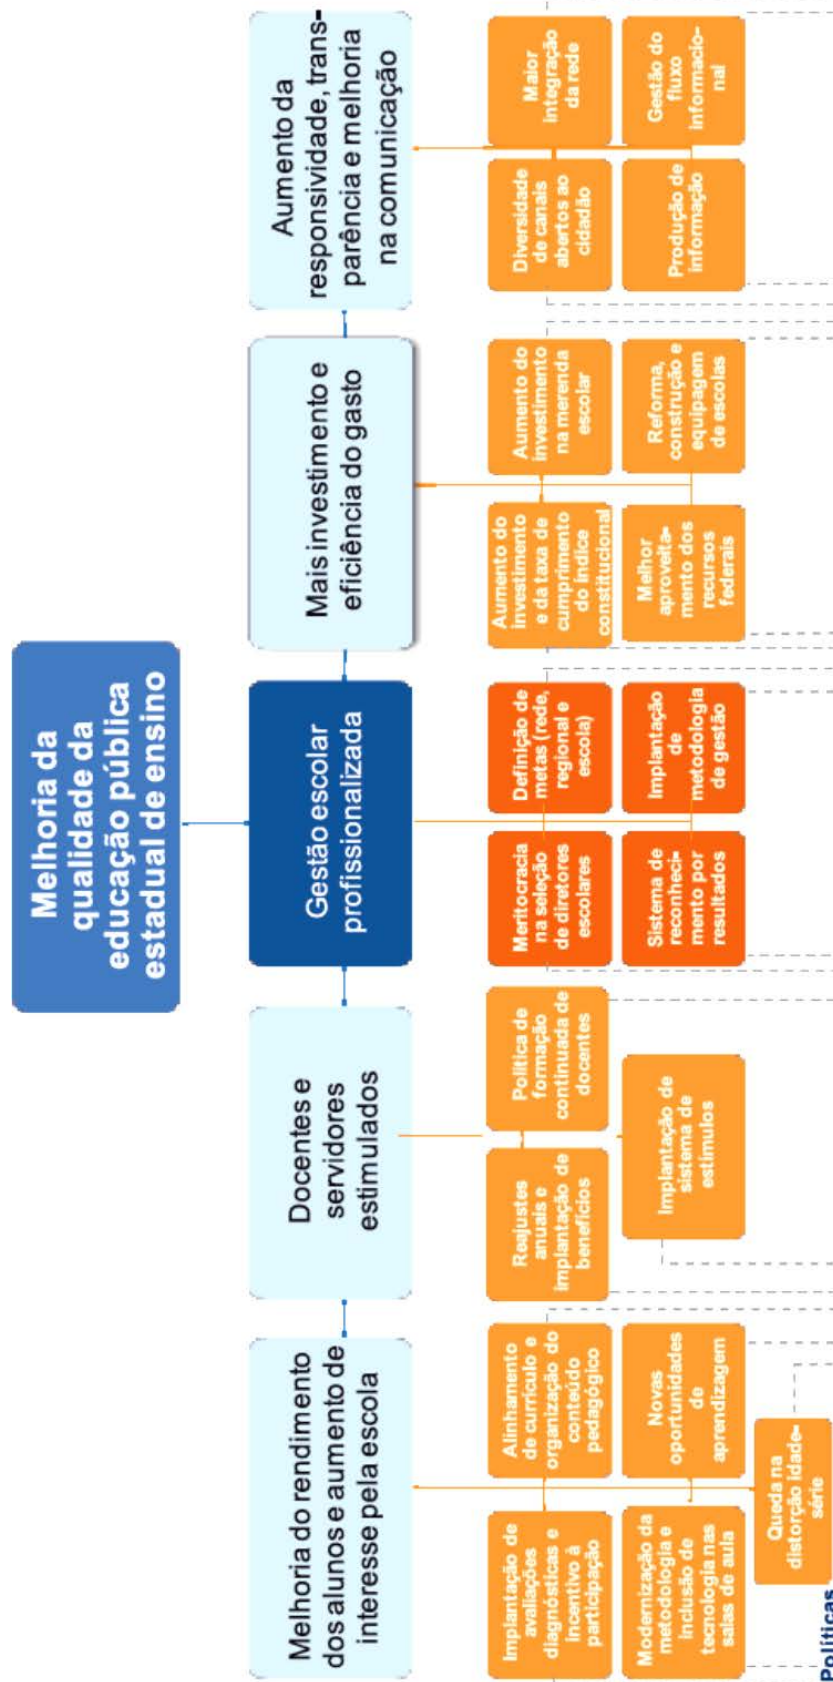 Melhoria da
qualidade da
educação pública
estadual de ensino
Melhoria do rendimento
dos alunos e aumento de
interesse pela escola
Docentes e
servidores
estimulados
Gestão escolar
profissionalizada
Mais investimento e
eficiência do gasto
Aumento da
responsividade, trans-
parência e melhoria
na comunicação
Implantação de
avaliações
diagnósticas e
incentivo à
participação
Alinhamento
de currículo e
organização do
conteúdo
pedagógico
Modernização da
metodologia e
inclusão de
tecnologia nas
salas de aula
Novas
oportunidades
de
aprendizagem
Queda na
distorção idade-
série
Reajustes
anuais e
implantação de
benefícios
Política de
formação
continuada de
docentes
Implantação de
sistema de
estímulos
Meritocracia
na seleção
de diretores
escolares
Definição de
metas (rede,
regional e
escola)
Sistema de
reconheci-
mento por
resultados
Implantação
de
metodologia
de gestão
Aumento do
investimento
e da taxa de
cumprimento
do índice
constitucional
Aumento do
investimento
na merenda
escolar
Melhor
aproveita-
mento dos
recursos
federais
Reforma,
construção e
equipagem
de escolas
Diversidade
de canais
abertos ao
cidadão
Maior
integração
da rede
Produção de
informação
Gestão do
fluxo
informacio-
nal
Políticas